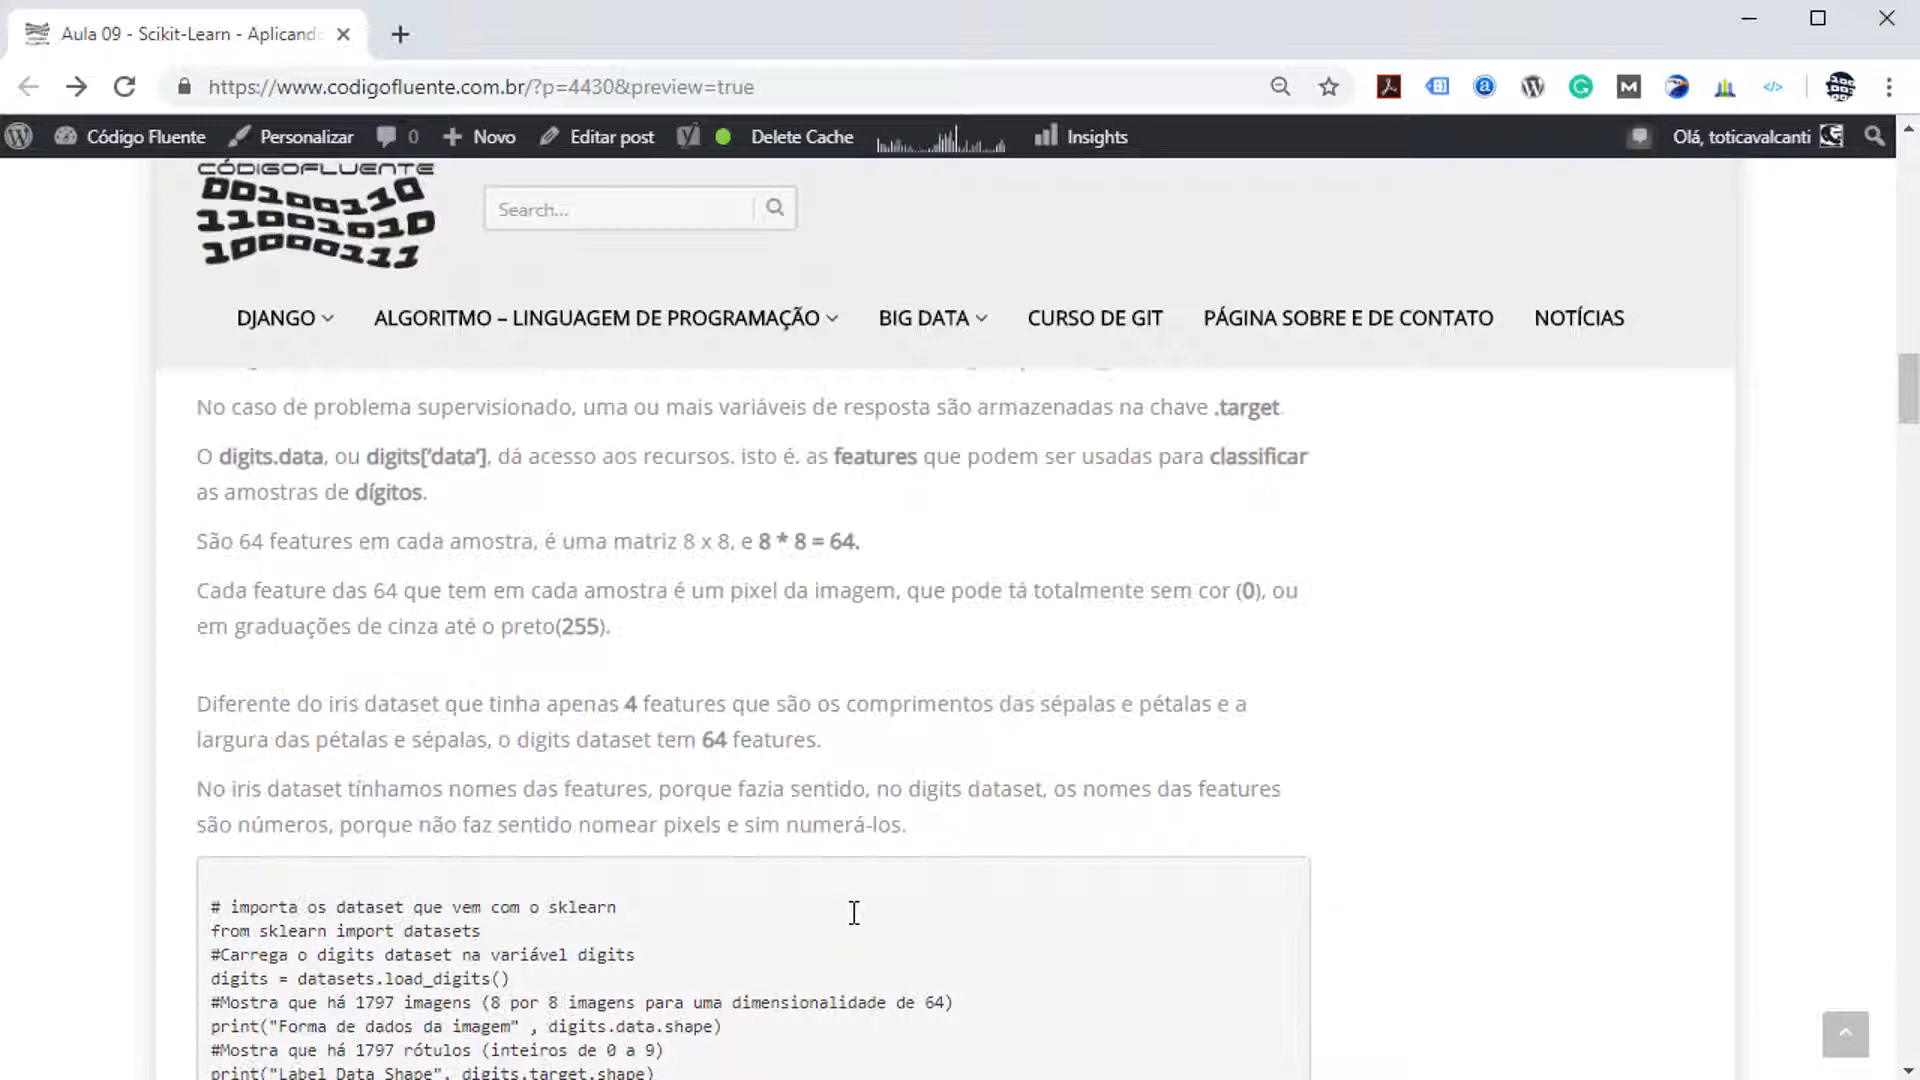 Aula 09 - Scikit-Learn - Aplicand
https://www.codigofluente.com.br/?p=4430&preview=true
Código Fluente Personalizar 0 Novo Editar post Delete Cache Insights Olá, toticavalcanti
CÓDIGOFLUENTE
00100110
11001010
10000111
Search...
DJANGO ALGORITMO – LINGUAGEM DE PROGRAMAÇÃO BIG DATA CURSO DE GIT PÁGINA SOBRE E DE CONTATO NOTÍCIAS
No caso de problema supervisionado, uma ou mais variáveis de resposta são armazenadas na chave .target.
O digits.data, ou digits['data'], dá acesso aos recursos. isto é. as features que podem ser usadas para classificar
as amostras de dígitos.
São 64 features em cada amostra, é uma matriz 8 x 8, e 8 * 8 = 64.
Cada feature das 64 que tem em cada amostra é um pixel da imagem, que pode tá totalmente sem cor (0), ou
em graduações de cinza até o preto(255).
Diferente do iris dataset que tinha apenas 4 features que são os comprimentos das sépalas e pétalas e a
largura das pétalas e sépalas, o digits dataset tem 64 features.
No iris dataset tínhamos nomes das features, porque fazia sentido, no digits dataset, os nomes das features
são números, porque não faz sentido nomear pixels e sim numerá-los.
# importa os dataset que vem com o sklearn
from sklearn import datasets
#Carrega o digits dataset na variável digits
digits = datasets.load_digits()
#Mostra que há 1797 imagens (8 por 8 imagens para uma dimensionalidade de 64)
print("Forma de dados da imagem" , digits.data.shape)
#Mostra que há 1797 rótulos (inteiros de 0 a 9)
print("Label Data Shape", digits.target.shape)